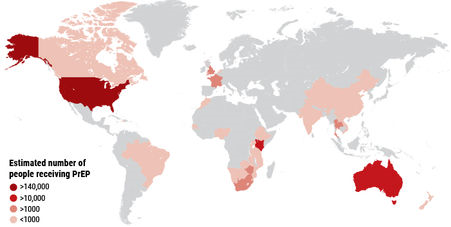 Estimated number of
people receiving PrEP
>140,000
>10,000
>1000
<1000